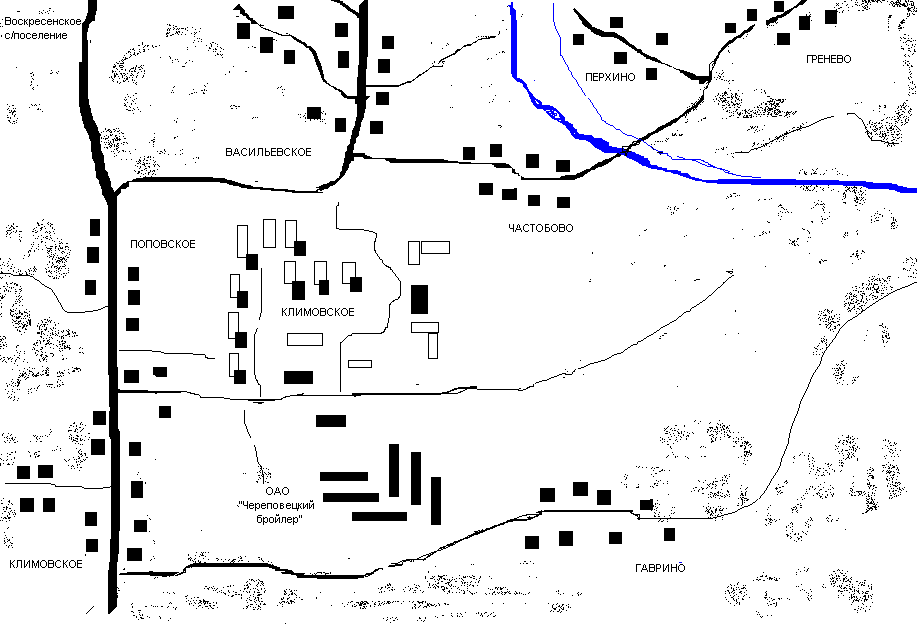 Воскресенское
с/поселение
ГРЕНЕВО
ПЕРХИНО
ВАСИЛЬЕВСКОЕ
ЧАСТОБОВО
ПОПОВСКОЕ
КЛИМОВСКОЕ
ОАО
"Череповецкий
бройлер"
КЛИМОВСКОЕ
ГАВРИНО